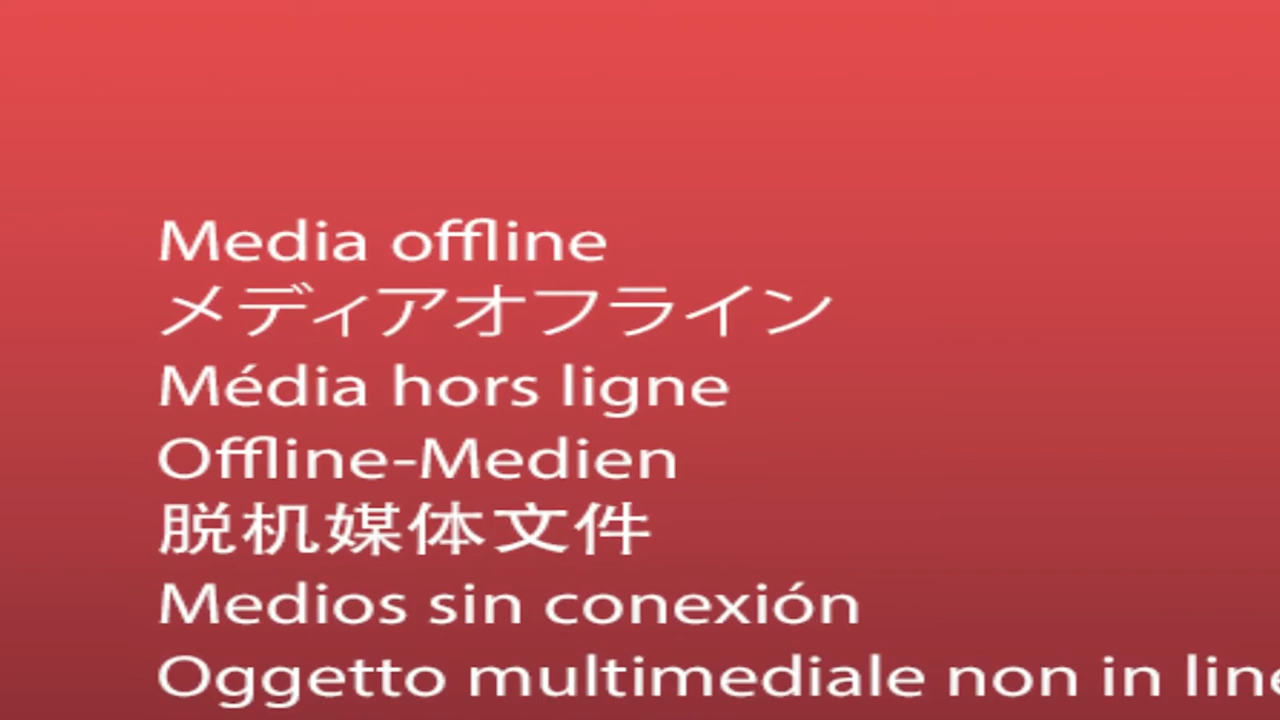 Media offline
メディアオフライン
Média hors ligne
Offline-Medien
脱机媒体文件
Medios sin conexión
Oggetto multimediale non in line